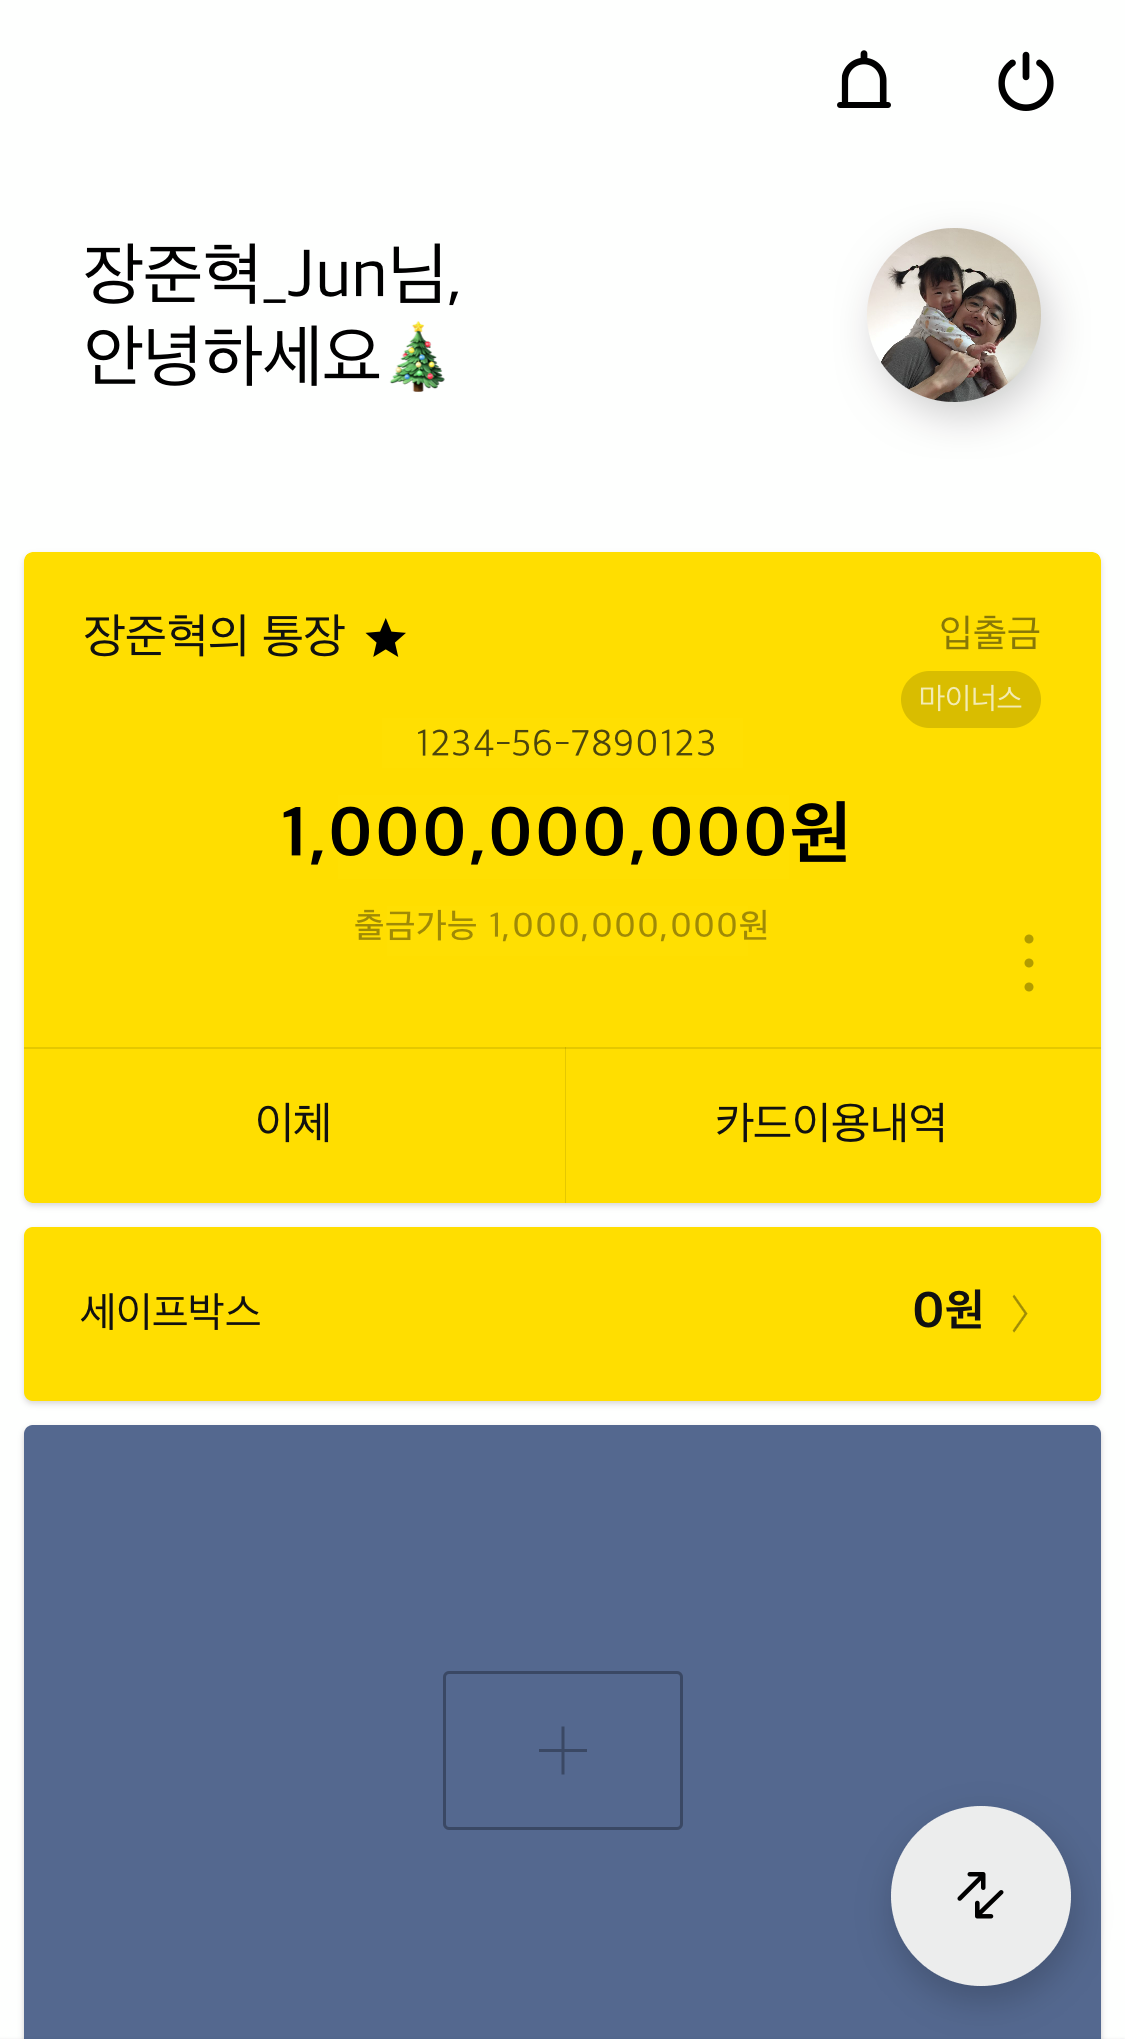 장준혁_Jun님,
안녕하세요🎄
장준혁의 통장 ★
입출금
마이너스
1234-56-7890123
1,000,000,000원
출금가능 1,000,000,000원
이체
카드이용내역
세이프박스
0원